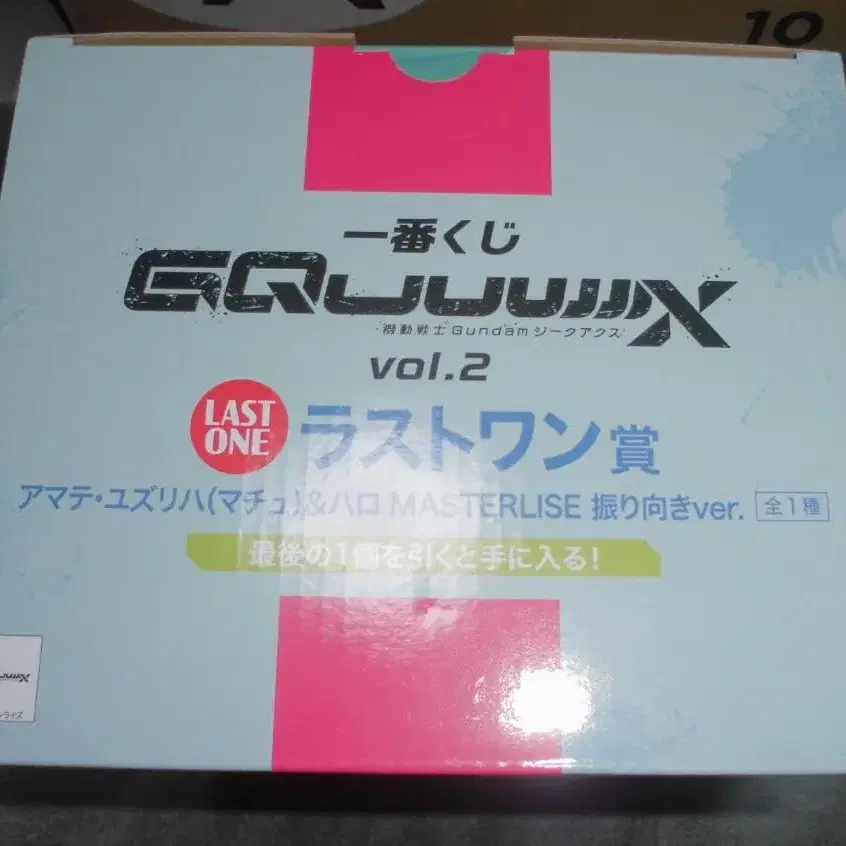 10
一番くじ
GQuuuuuuX
機動戦士Gundamジークアクス
vol.2
LAST
ONE
ラストワン賞
アマテ・ユズリハ(マチュ)&ハロ MASTERLISE 振り向きver. 全1種
最後の1個を引くと手に入る!